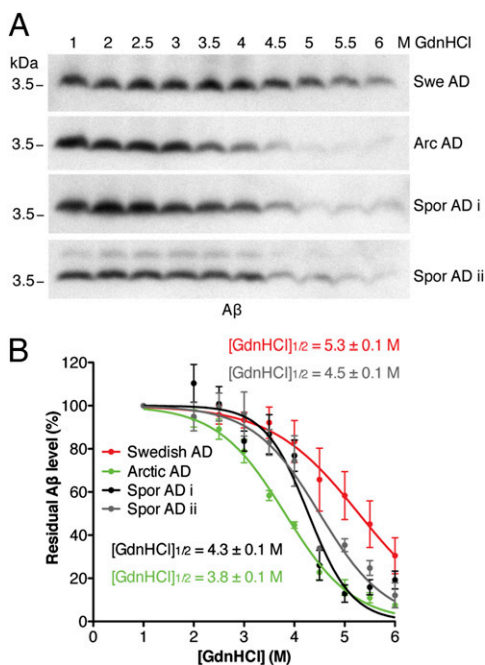 A
1 2 2.5 3 3.5 4 4.5 5 5.5 6 M GdnHCl
kDa
3.5 Swe AD
3.5 Arc AD
3.5 Spor AD i
3.5 Spor AD ii
Aβ
B
[GdnHCl]1/2 = 5.3 ± 0.1 M
[GdnHCl]1/2 = 4.5 ± 0.1 M
120
100
80
60
40
20
0
Residual Aβ level (%)
Swedish AD
Arctic AD
Spor AD i
Spor AD ii
[GdnHCl]1/2 = 4.3 ± 0.1 M
[GdnHCl]1/2 = 3.8 ± 0.1 M
0 1 2 3 4 5 6
[GdnHCl] (M)